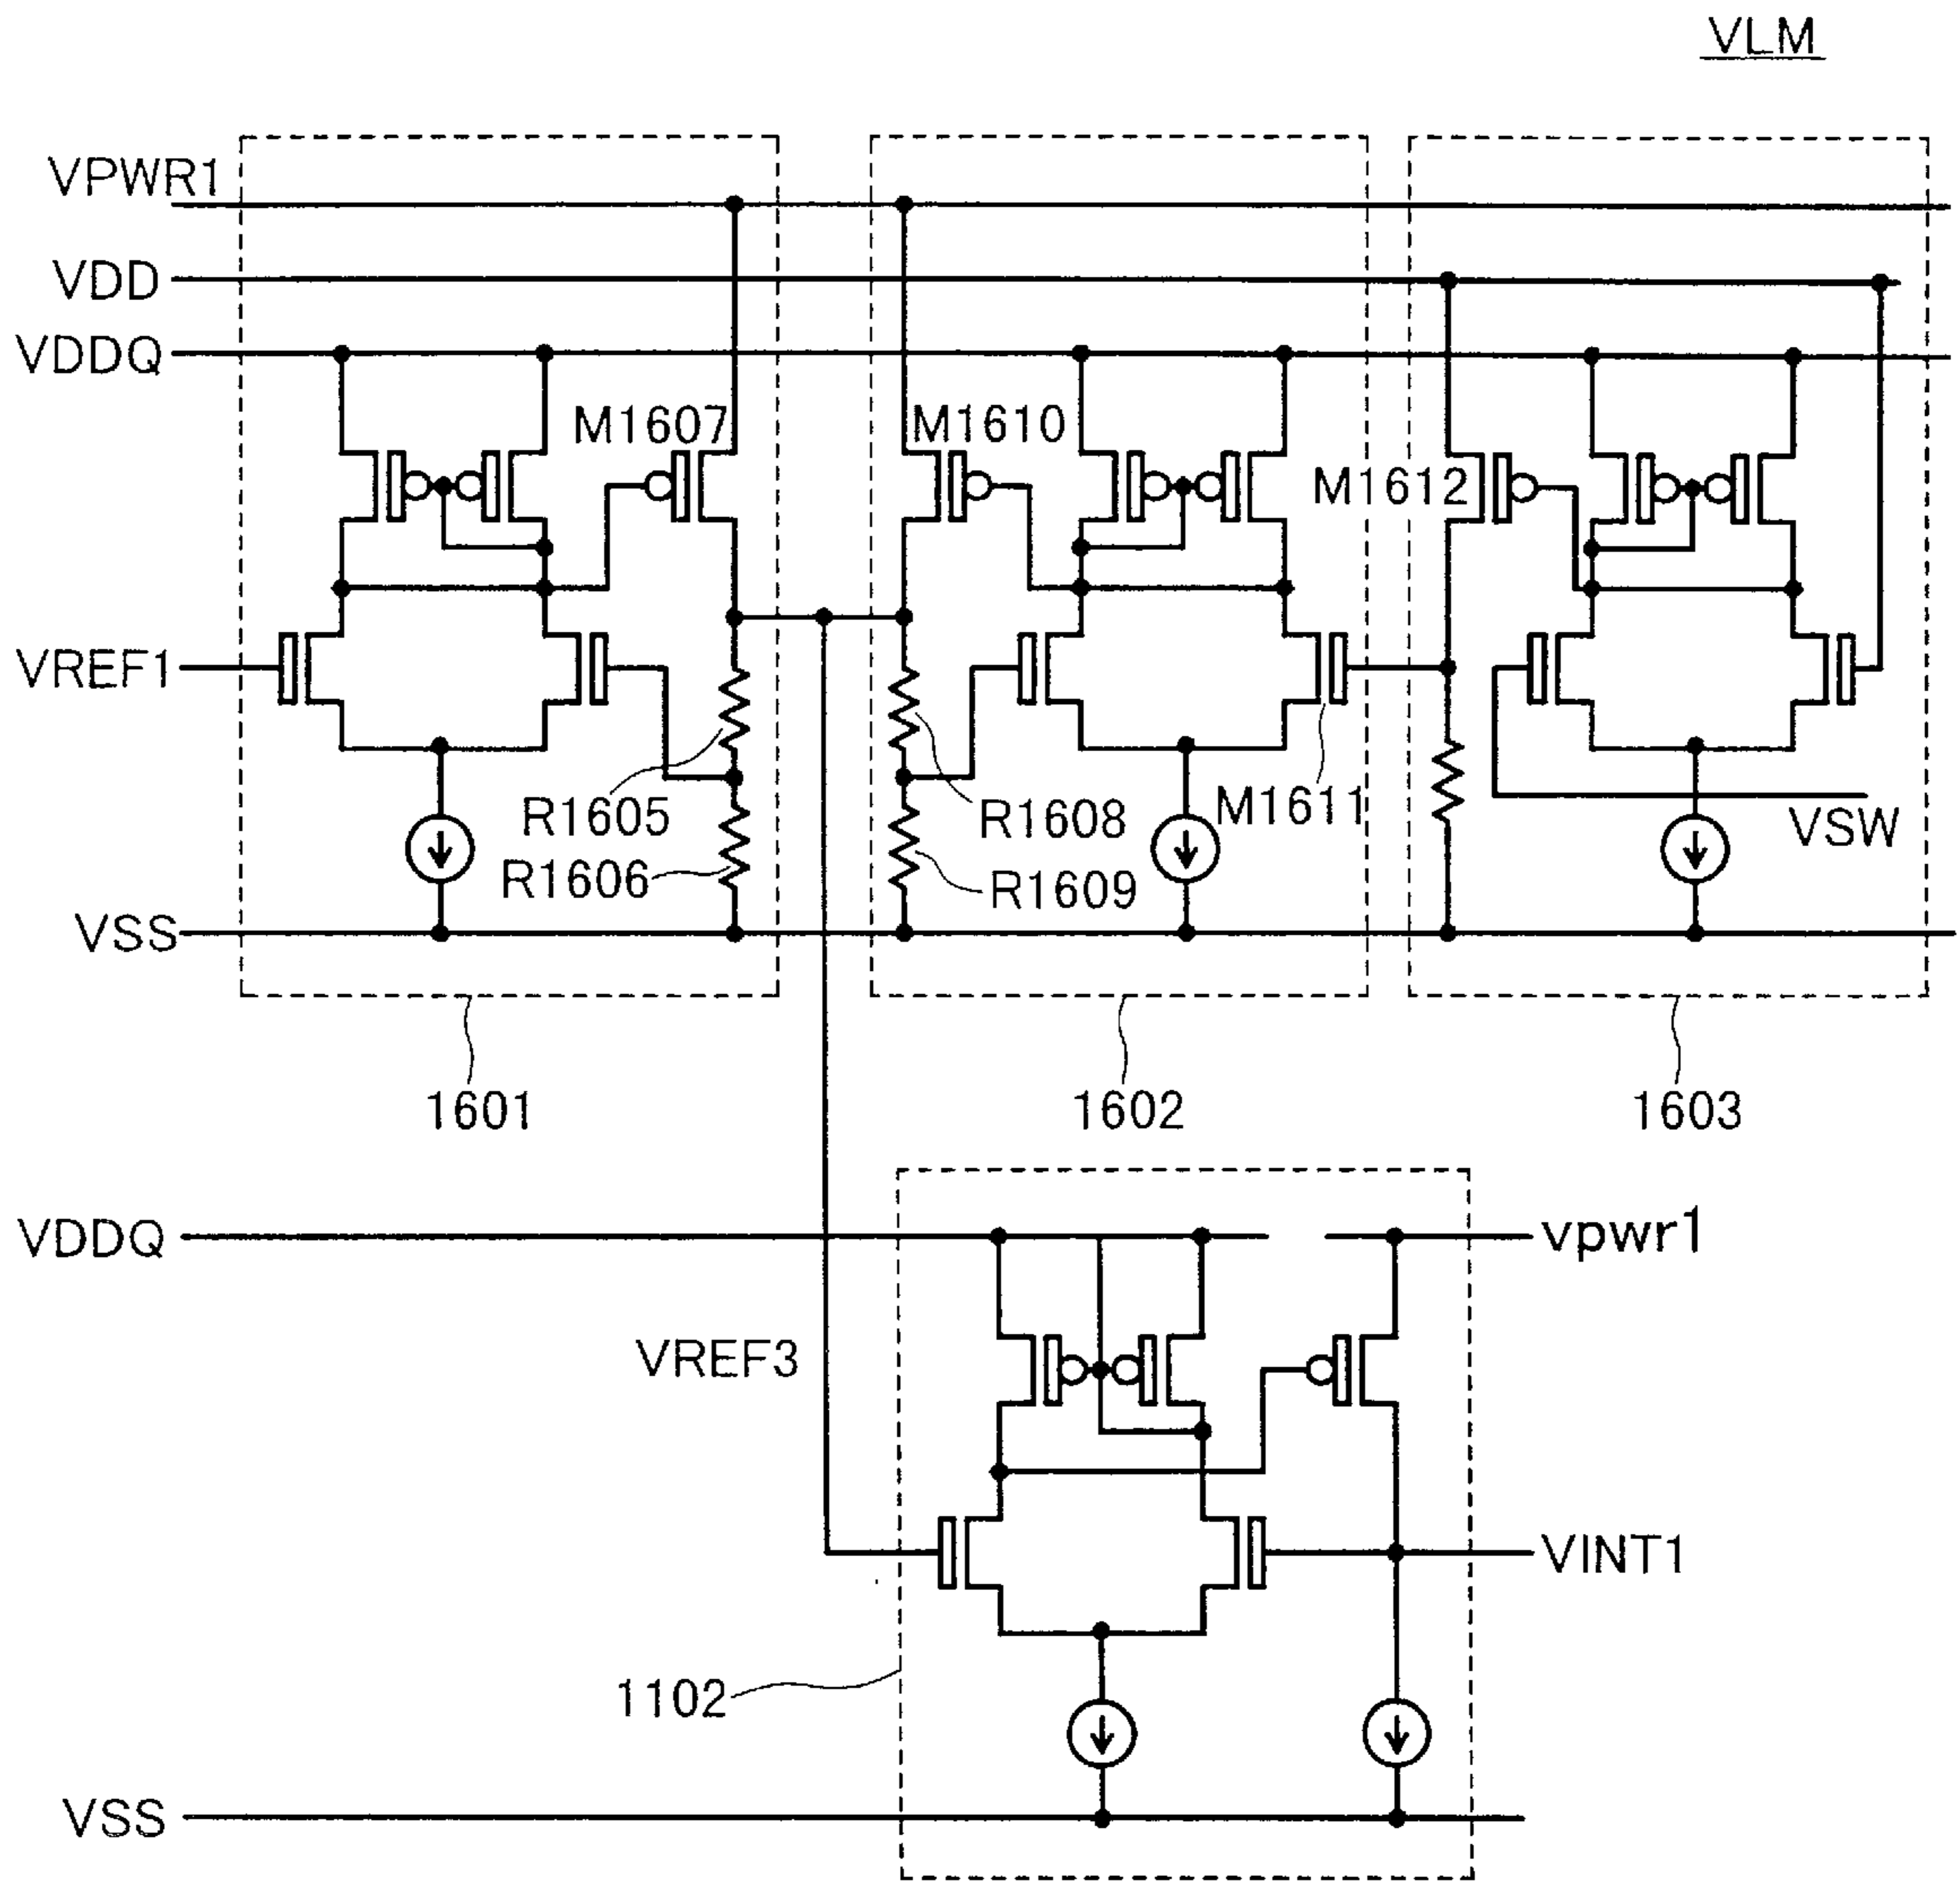 VLM
VPWR1
VDD
VDDQ
M1607
M1610
M1612
VREF1
R1605
R1606
R1608
R1609
M1611
VSW
VSS
1601
1602
1603
VDDQ
vpwr1
VREF3
VINT1
1102
VSS